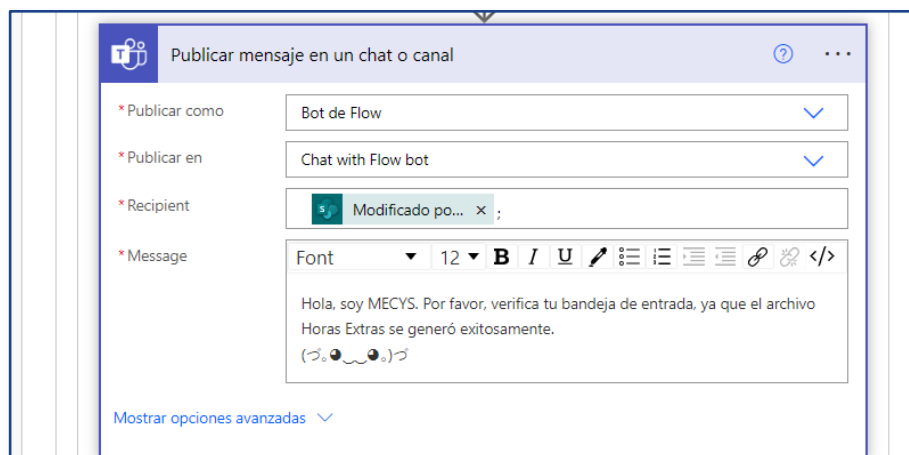 Publicar mensaje en un chat o canal
* Publicar como
Bot de Flow
* Publicar en
Chat with Flow bot
* Recipient
Modificado po... × ;
* Message
Font 12 B I U </>
Hola, soy MECYS. Por favor, verifica tu bandeja de entrada, ya que el archivo
Horas Extras se generó exitosamente.
(づ｡◕‿‿◕｡)づ
Mostrar opciones avanzadas